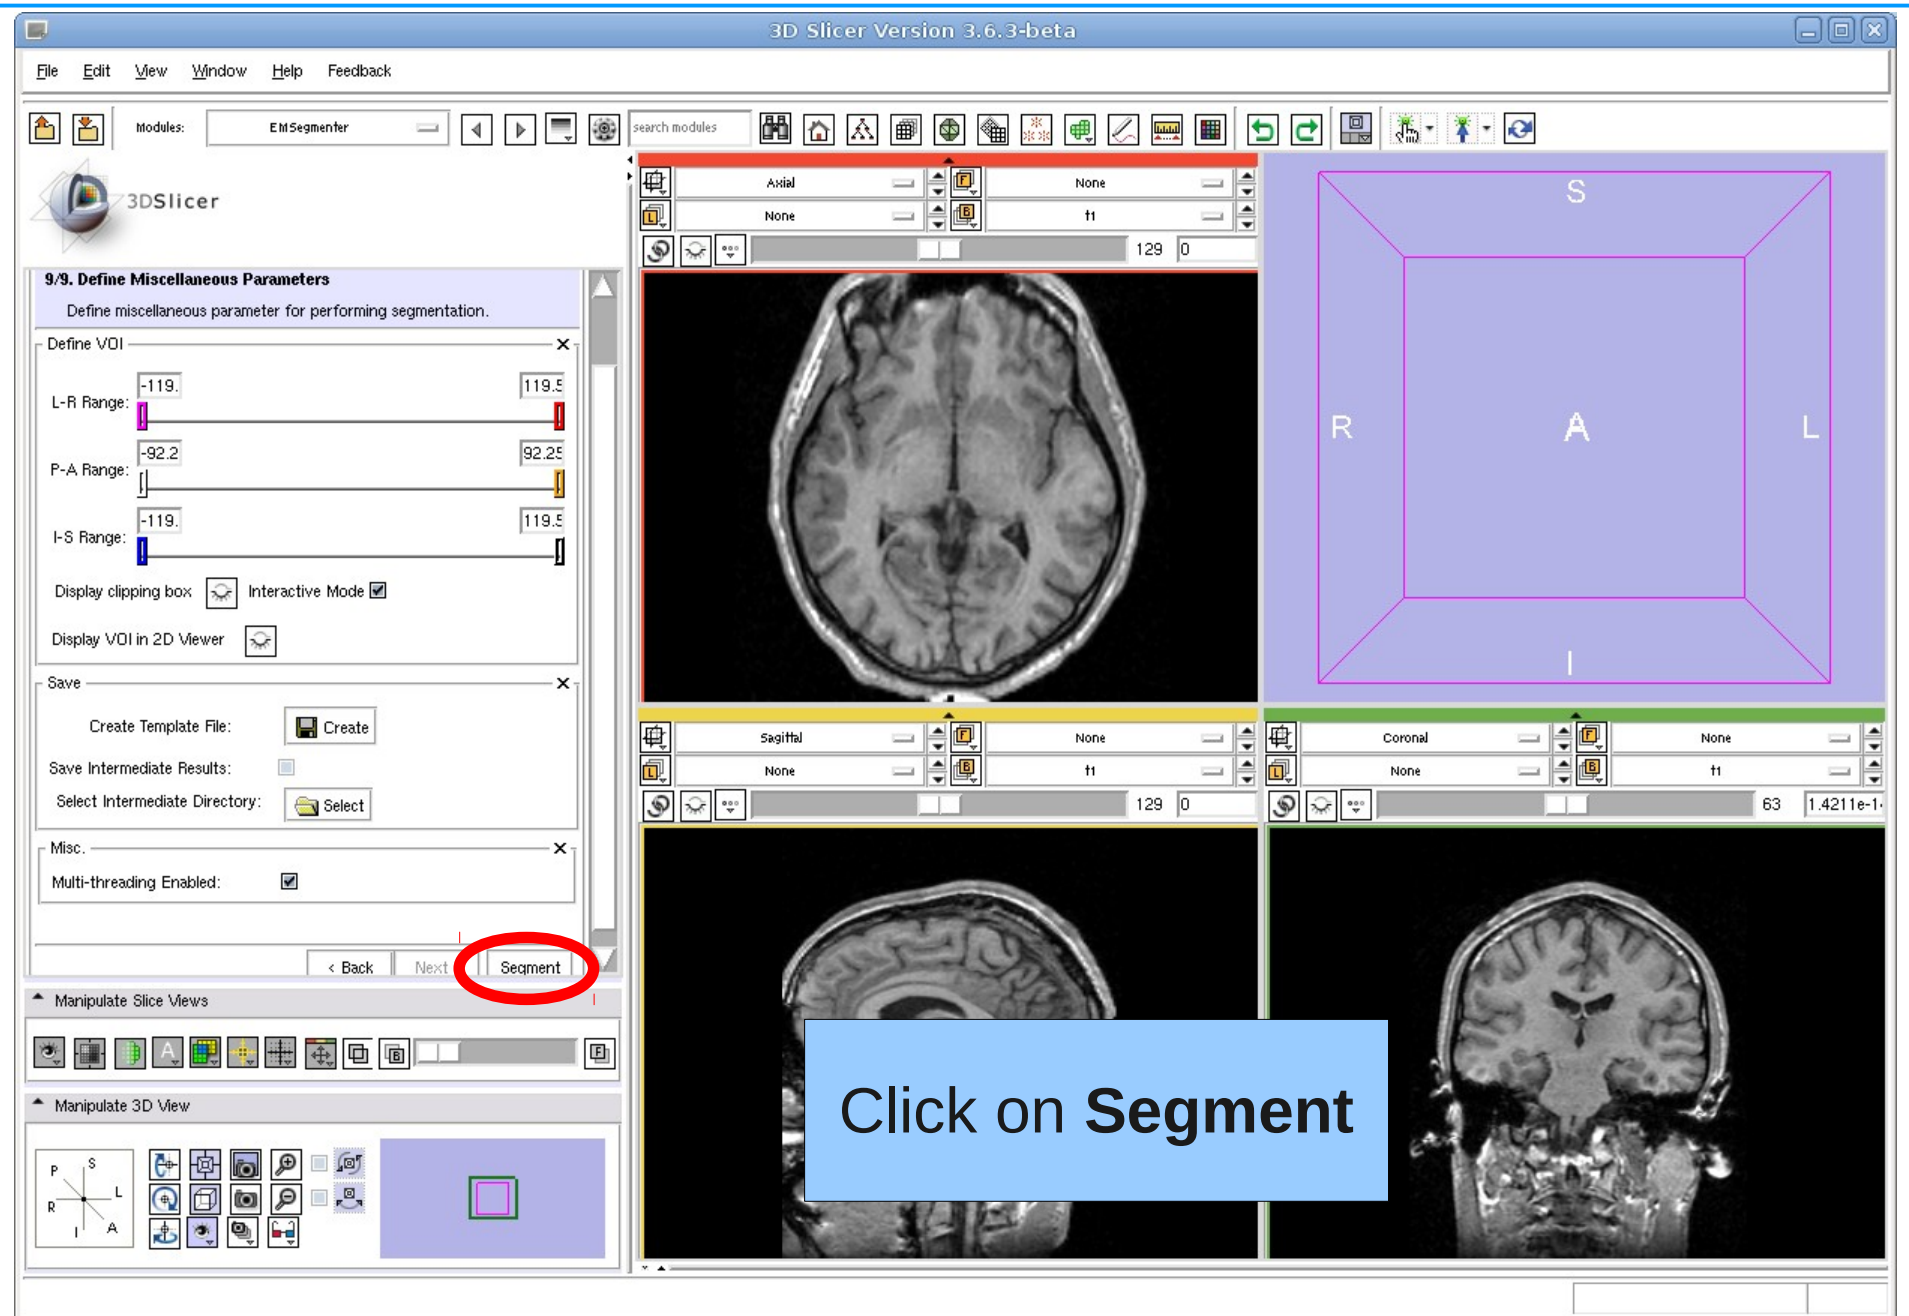 3D Slicer Version 3.6.3-beta
File Edit View Window Help Feedback
Modules: EMSegmenter search modules
3DSlicer
9/9. Define Miscellaneous Parameters
Define miscellaneous parameter for performing segmentation.
Define VOI
-119. 119.5
L-R Range:
-92.2 92.25
P-A Range:
-119. 119.5
I-S Range:
Display clipping box Interactive Mode
Display VOI in 2D Viewer
Save
Create Template File: Create
Save Intermediate Results:
Select Intermediate Directory: Select
Misc.
Multi-threading Enabled:
< Back Next Segment
Manipulate Slice Views
A B F
Manipulate 3D View
P S
R L
I A
Axial F None
L None B t1
129 0
S
R A L
I
Sagittal F None
L None B t1
129 0
Coronal F None
L None B t1
63 1.4211e-1
Click on Segment